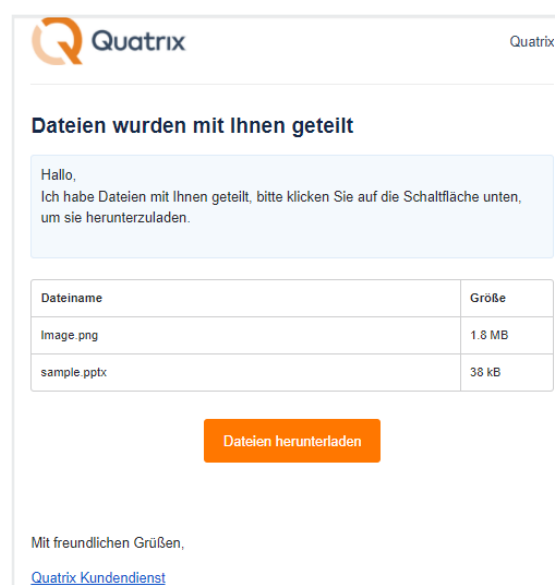 Quatrix
Quatrix
Dateien wurden mit Ihnen geteilt
Hallo,
Ich habe Dateien mit Ihnen geteilt, bitte klicken Sie auf die Schaltfläche unten,
um sie herunterzuladen.
Dateiname Größe
Image.png 1.8 MB
sample.pptx 38 kB
Dateien herunterladen
Mit freundlichen Grüßen,
Quatrix Kundendienst